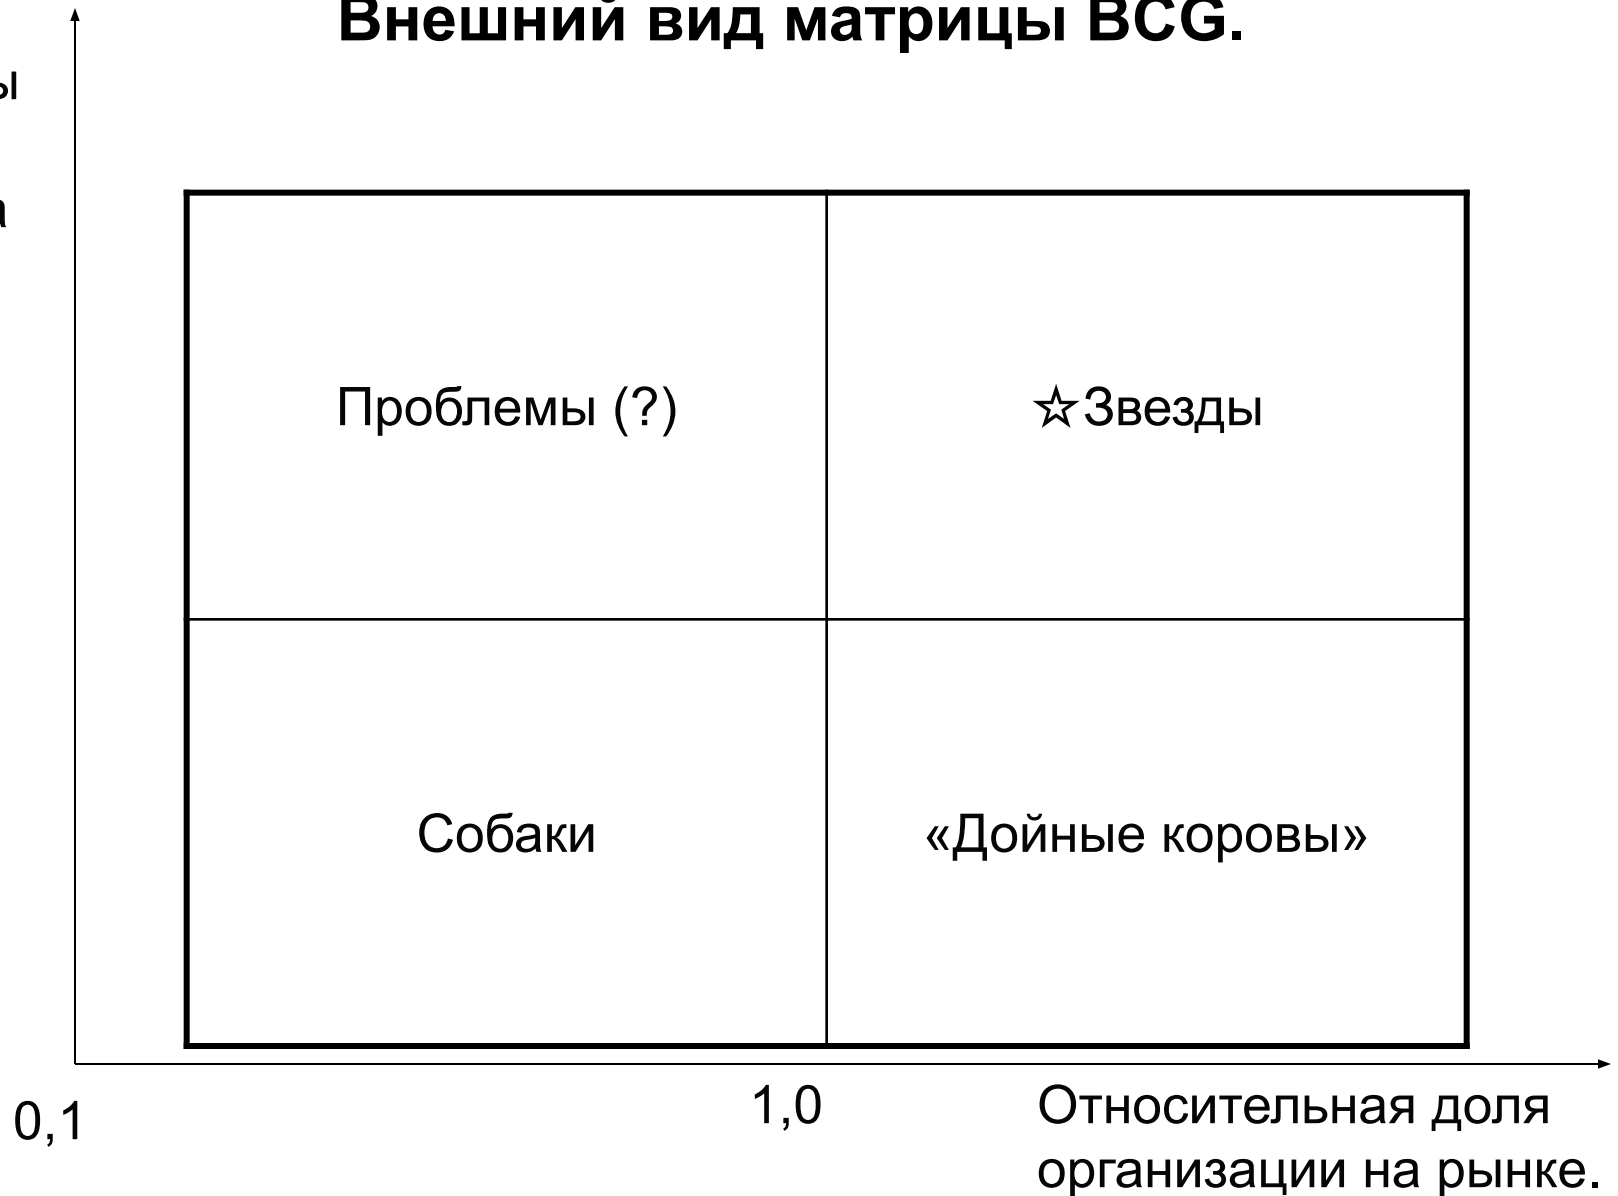 Внешний вид матрицы BCG.
Проблемы (?)
☆Звезды
Собаки
«Дойные коровы»
0,1
1,0
Относительная доля
организации на рынке.